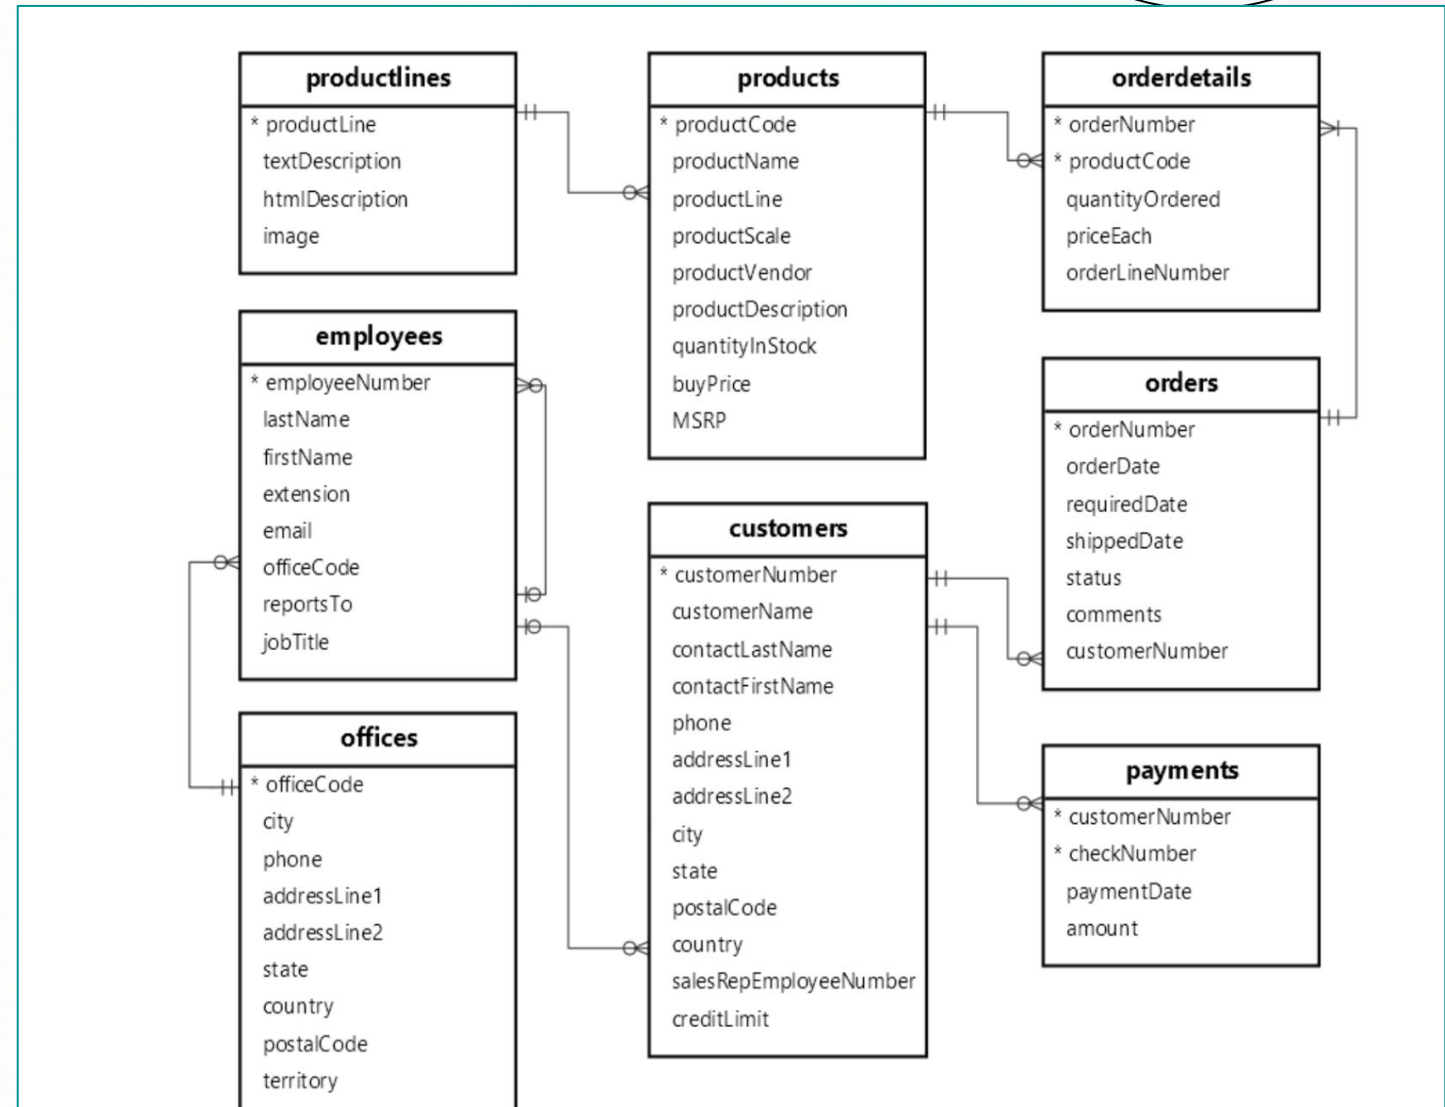 productlines
* productLine
textDescription
htmlDescription
image
products
* productCode
productName
productLine
productScale
productVendor
productDescription
quantityInStock
buyPrice
MSRP
orderdetails
* orderNumber
* productCode
quantityOrdered
priceEach
orderLineNumber
employees
* employeeNumber
lastName
firstName
extension
email
officeCode
reportsTo
jobTitle
customers
* customerNumber
customerName
contactLastName
contactFirstName
phone
addressLine1
addressLine2
city
state
postalCode
country
salesRepEmployeeNumber
creditLimit
orders
* orderNumber
orderDate
requiredDate
shippedDate
status
comments
customerNumber
offices
* officeCode
city
phone
addressLine1
addressLine2
state
country
postalCode
territory
payments
* customerNumber
* checkNumber
paymentDate
amount